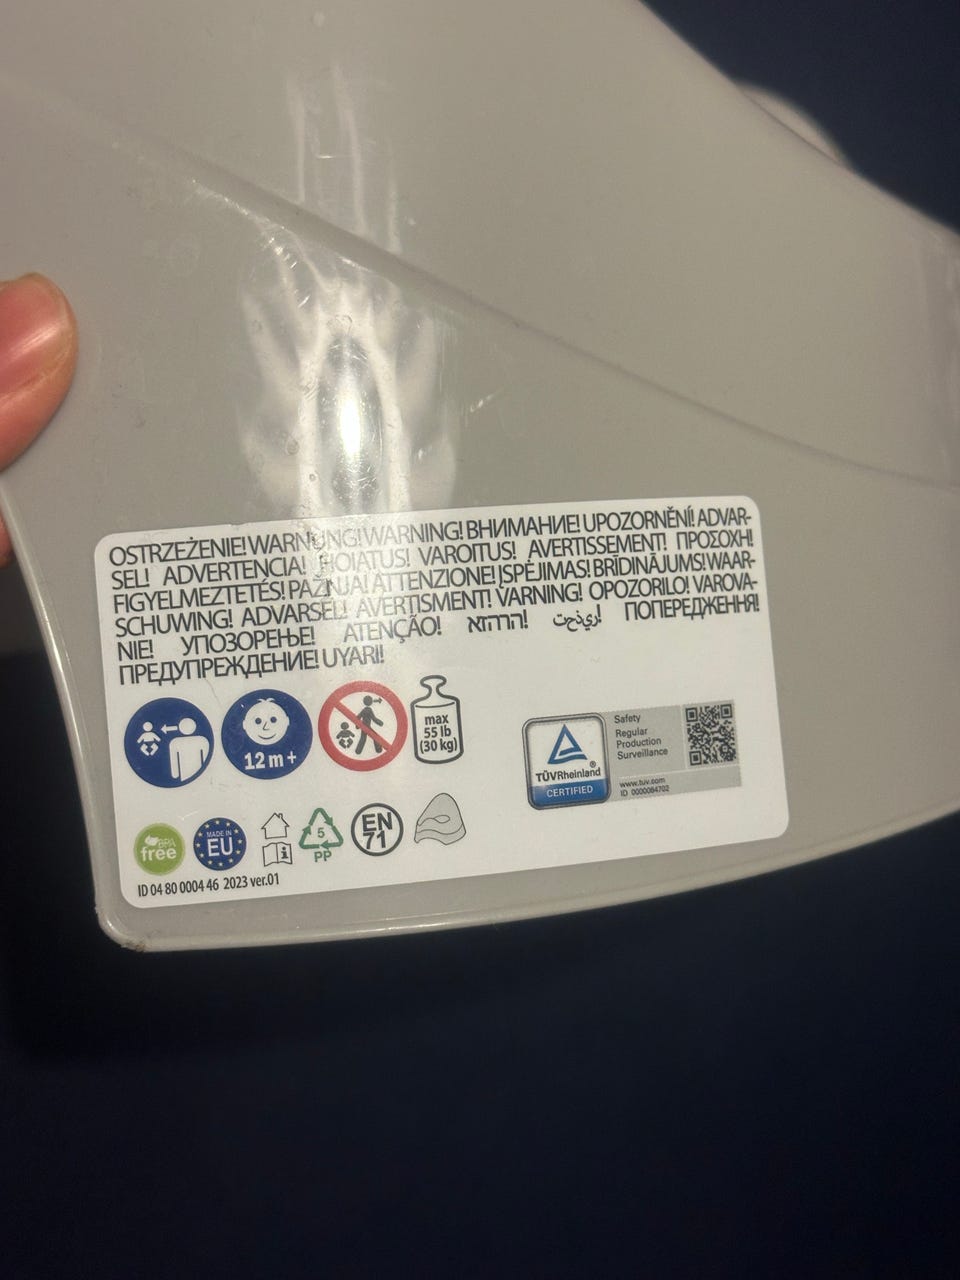 OSTRZEŻENIE! WARNUNG! WARNING! ВНИМАНИЕ! UPOZORNĚNÍ! ADVAR-
SEL! ADVERTENCIA! HOIATUS! VAROITUS! AVERTISSEMENT! ΠΡΟΣΟΧΗ!
FIGYELMEZTETÉS! PAŽNJA! ATTENZIONE! ĮSPĖJIMAS! BRĪDINĀJUMS! WAAR-
SCHUWING! ADVARSEL! AVERTISMENT! VARNING! OPOZORILO! VAROVA-
NIE! УПОЗОРЕЊЕ! ATENÇÃO! אזהרה! تحذير! ПОПЕРЕДЖЕННЯ!
ПРЕДУПРЕЖДЕНИЕ! UYARI!
12 m+
max
55 lb
(30 kg)
TÜVRheinland®
CERTIFIED
Safety
Regular
Production
Surveillance
www.tuv.com
ID 0000084702
BPA
free
MADE IN
EU
i
5
PP
EN
71
ID 04 80 0004 46 2023 ver.01